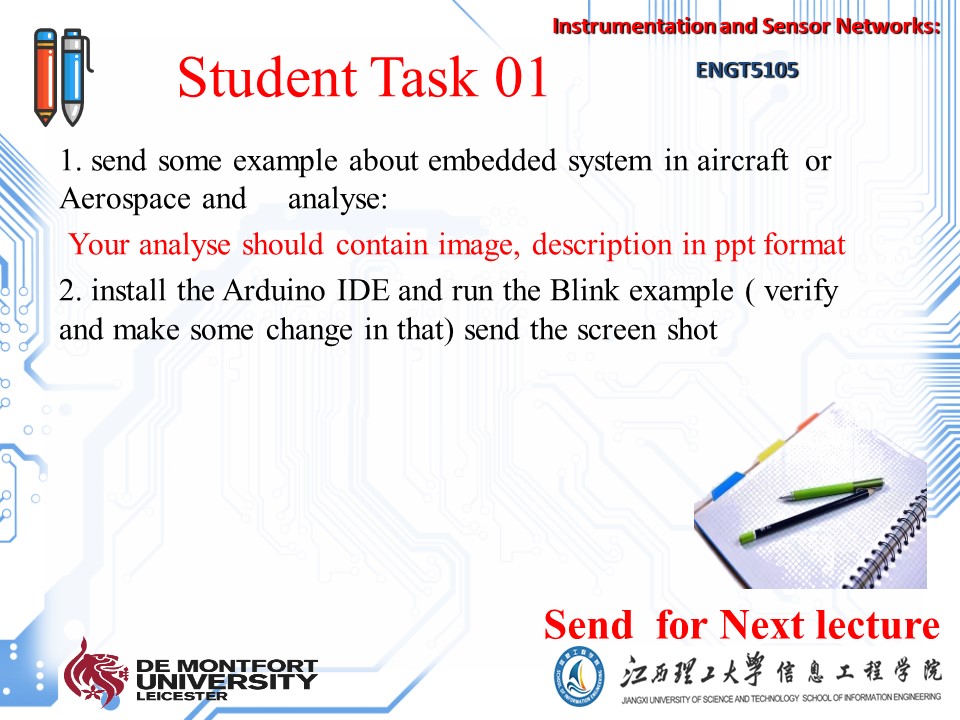 Instrumentation and Sensor Networks:
ENGT5105
Student Task 01
1. send some example about embedded system in aircraft or
Aerospace and analyse:
Your analyse should contain image, description in ppt format
2. install the Arduino IDE and run the Blink example ( verify
and make some change in that) send the screen shot
Send for Next lecture
DE MONTFORT
UNIVERSITY
LEICESTER
江西理工大學信息工程学院
JIANGXI UNIVERSITY OF SCIENCE AND TECHNOLOGY SCHOOL OF INFORMATION ENGINEERING